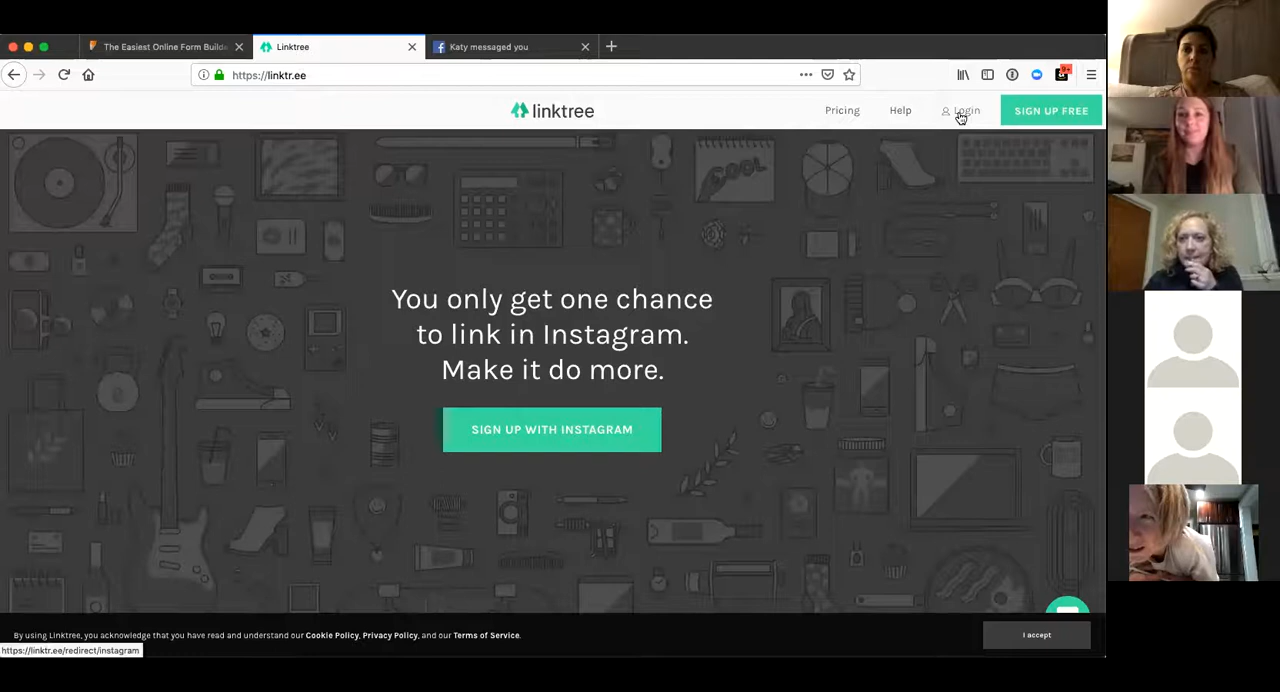 The Easiest Online Form Builde
Linktree
Katy messaged you
https://linktr.ee
9+
linktree
Pricing
Help
Login
SIGN UP FREE
COOL
You only get one chance
to link in Instagram.
Make it do more.
SIGN UP WITH INSTAGRAM
By using Linktree, you acknowledge that you have read and understand our Cookie Policy, Privacy Policy, and our Terms of Service.
I accept
https://linktr.ee/redirect/instagram